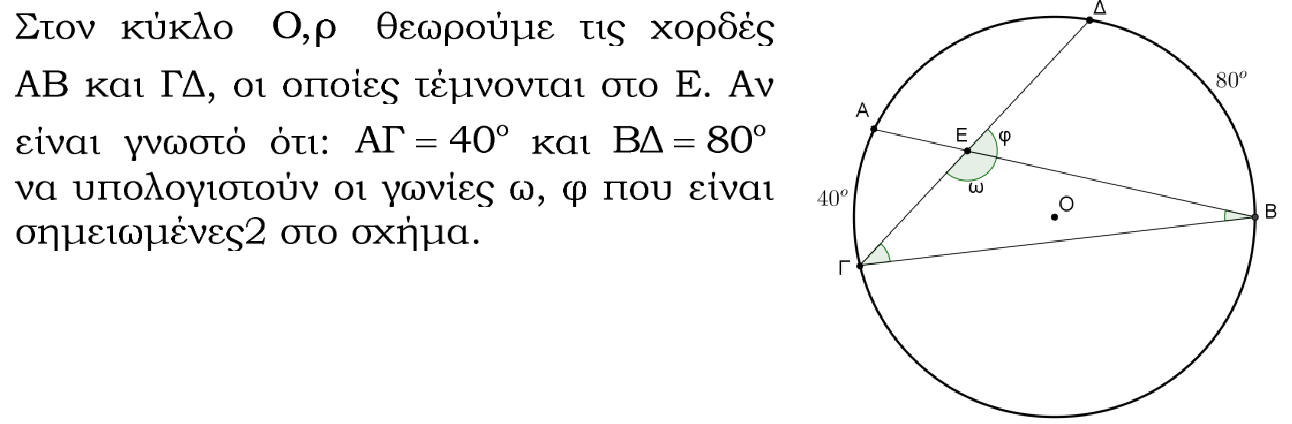 Στον κύκλο Ο,ρ θεωρούμε τις χορδές
ΑΒ και ΓΔ, οι οποίες τέμνονται στο Ε. Αν
είναι γνωστό ότι: ΑΓ = 40° και ΒΔ = 80°
να υπολογιστούν οι γωνίες ω, φ που είναι
σημειωμένες2 στο σχήμα.
Δ
80°
Α
Ε
φ
ω
40°
Ο
Β
Γ